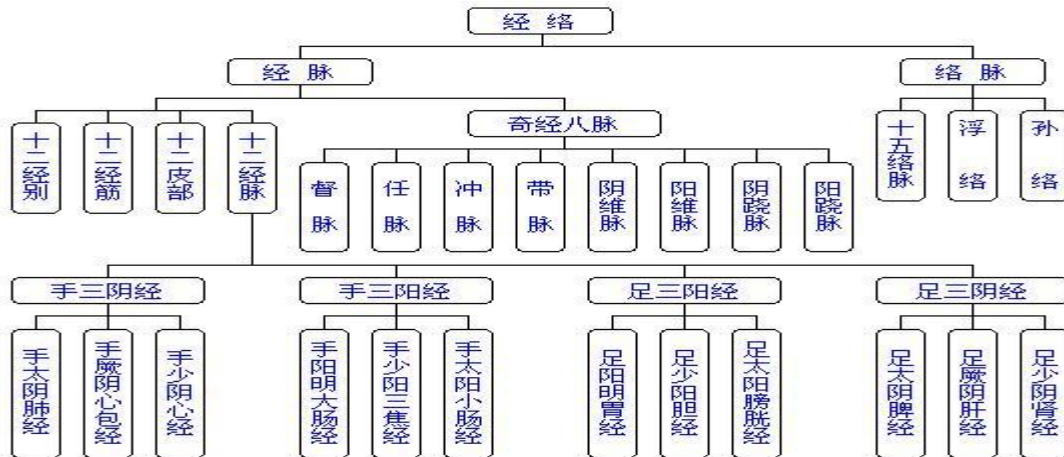 经 络
经 脉
络 脉
十二经别
十二经筋
十二皮部
十二经脉
奇经八脉
十五络脉
浮络
孙络
督脉
任脉
冲脉
带脉
阴维脉
阳维脉
阴跷脉
阳跷脉
手三阴经
手三阳经
足三阳经
足三阴经
手太阴肺经
手厥阴心包经
手少阴心经
手阳明大肠经
手少阳三焦经
手太阳小肠经
足阳明胃经
足少阳胆经
足太阳膀胱经
足太阴脾经
足厥阴肝经
足少阴肾经